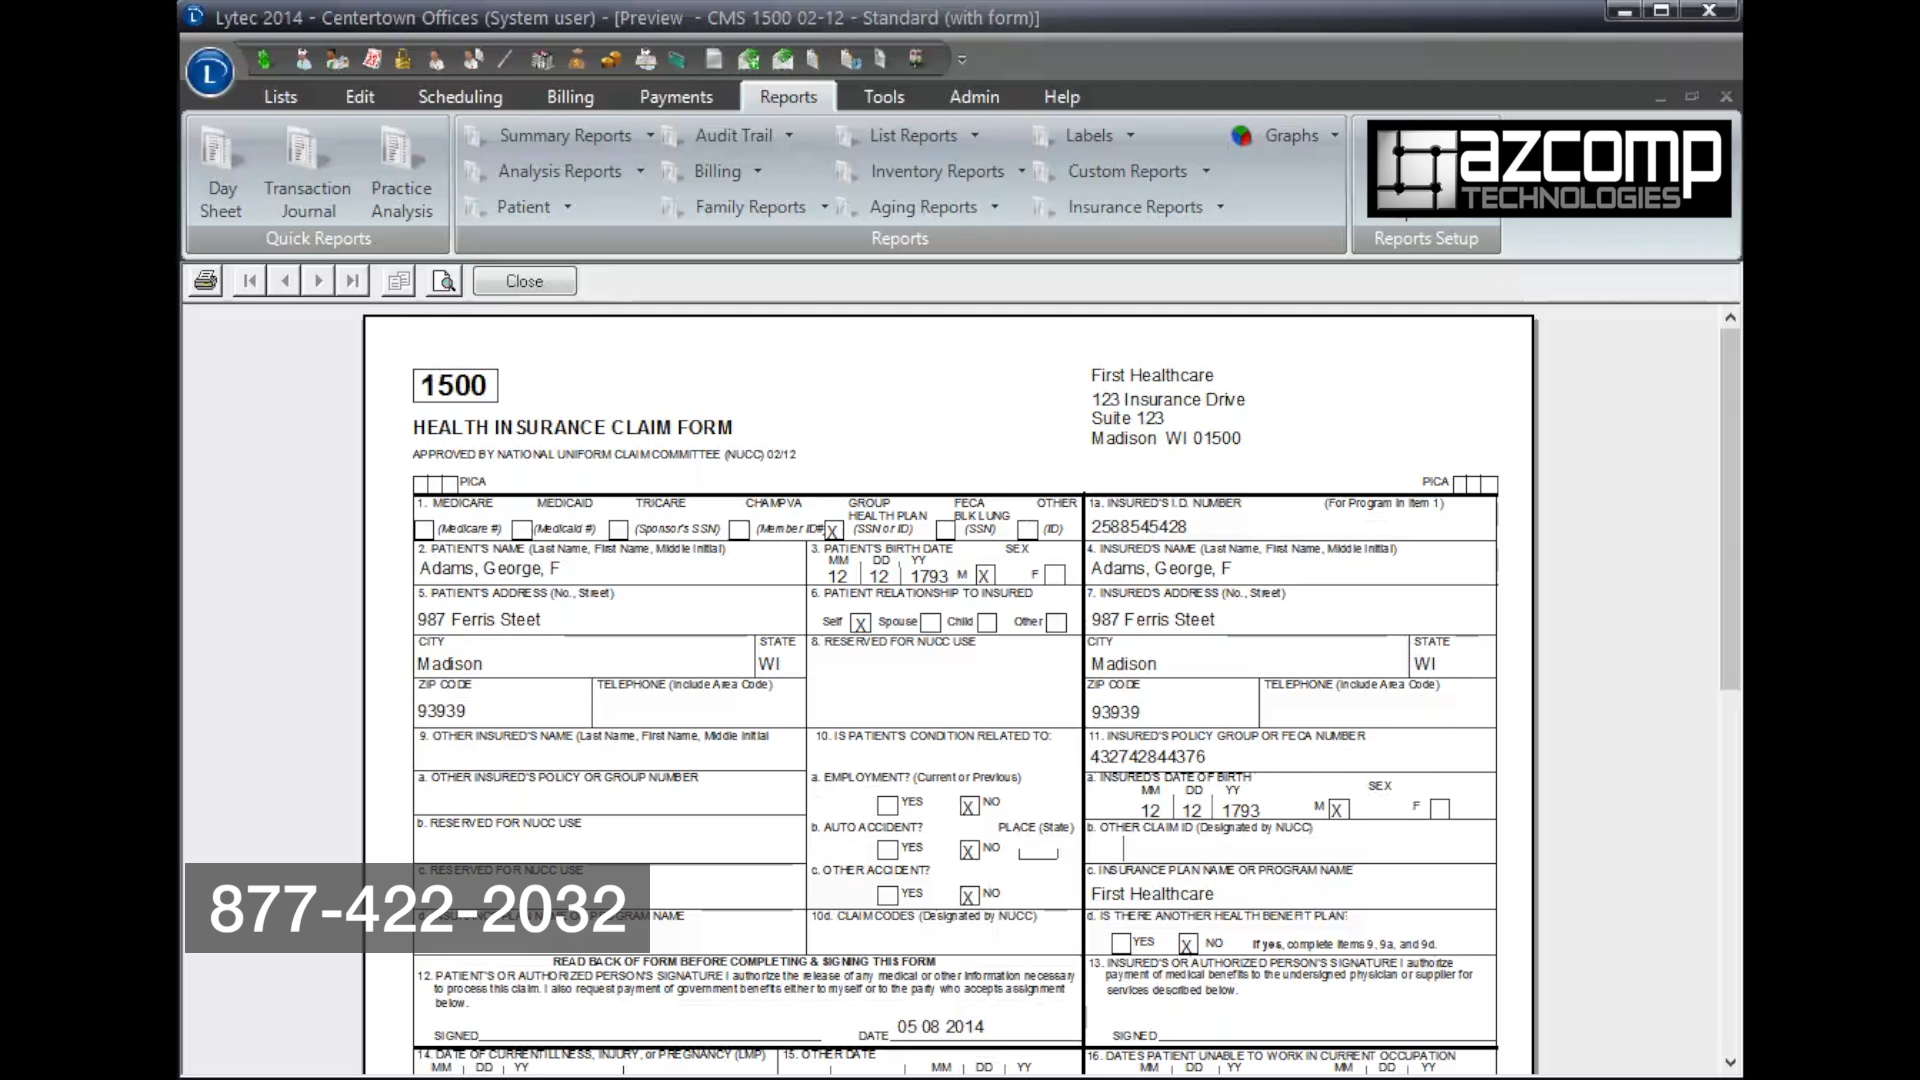 Lytec 2014 - Centertown Offices (System user) - [Preview - CMS 1500 02-12 - Standard (with form)]
L
Lists Edit Scheduling Billing Payments Reports Tools Admin Help
Day Sheet
Transaction Journal
Practice Analysis
Quick Reports
Summary Reports
Audit Trail
List Reports
Labels
Graphs
Analysis Reports
Billing
Inventory Reports
Custom Reports
Patient
Family Reports
Aging Reports
Insurance Reports
Reports
Reports Setup
azcomp
TECHNOLOGIES
Close
1500
First Healthcare
123 Insurance Drive
Suite 123
Madison WI 01500
HEALTH INSURANCE CLAIM FORM
APPROVED BY NATIONAL UNIFORM CLAIM COMMITTEE (NUCC) 02/12
PICA
PICA
1. MEDICARE MEDICAID TRICARE CHAMPVA GROUP HEALTH PLAN FECA BLK LUNG OTHER
(Medicare #) (Medicaid #) (Sponsor's SSN) (Member ID#) X (SSN or ID) (SSN) (ID)
1a. INSURED'S I.D. NUMBER (For Program in Item 1)
2588545428
2. PATIENT'S NAME (Last Name, First Name, Middle Initial)
Adams, George, F
3. PATIENT'S BIRTH DATE SEX
MM DD YY
12 12 1793 M X F
4. INSURED'S NAME (Last Name, First Name, Middle Initial)
Adams, George, F
5. PATIENT'S ADDRESS (No., Street)
987 Ferris Steet
6. PATIENT RELATIONSHIP TO INSURED
Self X Spouse Child Other
7. INSURED'S ADDRESS (No., Street)
987 Ferris Steet
CITY STATE
Madison WI
8. RESERVED FOR NUCC USE
CITY STATE
Madison WI
ZIP CODE TELEPHONE (Include Area Code)
93939
ZIP CODE TELEPHONE (Include Area Code)
93939
9. OTHER INSURED'S NAME (Last Name, First Name, Middle Initial
10. IS PATIENT'S CONDITION RELATED TO:
11. INSURED'S POLICY GROUP OR FECA NUMBER
432742844376
a. OTHER INSURED'S POLICY OR GROUP NUMBER
a. EMPLOYMENT? (Current or Previous)
YES X NO
a. INSURED'S DATE OF BIRTH SEX
MM DD YY
12 12 1793 M X F
b. RESERVED FOR NUCC USE
b. AUTO ACCIDENT? PLACE (State)
YES X NO
b. OTHER CLAIM ID (Designated by NUCC)
c. RESERVED FOR NUCC USE
c. OTHER ACCIDENT?
YES X NO
c. INSURANCE PLAN NAME OR PROGRAM NAME
First Healthcare
877-422-2032
d. INSURANCE PLAN NAME OR PROGRAM NAME
10d. CLAIM CODES (Designated by NUCC)
d. IS THERE ANOTHER HEALTH BENEFIT PLAN?
YES X NO If yes, complete items 9, 9a, and 9d.
READ BACK OF FORM BEFORE COMPLETING & SIGNING THIS FORM
12. PATIENT'S OR AUTHORIZED PERSON'S SIGNATURE I authorize the release of any medical or other information necessary
to process this claim. I also request payment of government benefits either to myself or to the party who accepts assignment
below.
SIGNED DATE 05 08 2014
13. INSURED'S OR AUTHORIZED PERSON'S SIGNATURE I authorize
payment of medical benefits to the undersigned physician or supplier for
services described below.
SIGNED
14. DATE OF CURRENT ILLNESS, INJURY, or PREGNANCY (LMP)
MM DD YY
15. OTHER DATE
MM DD YY
16. DATES PATIENT UNABLE TO WORK IN CURRENT OCCUPATION
MM DD YY MM DD YY